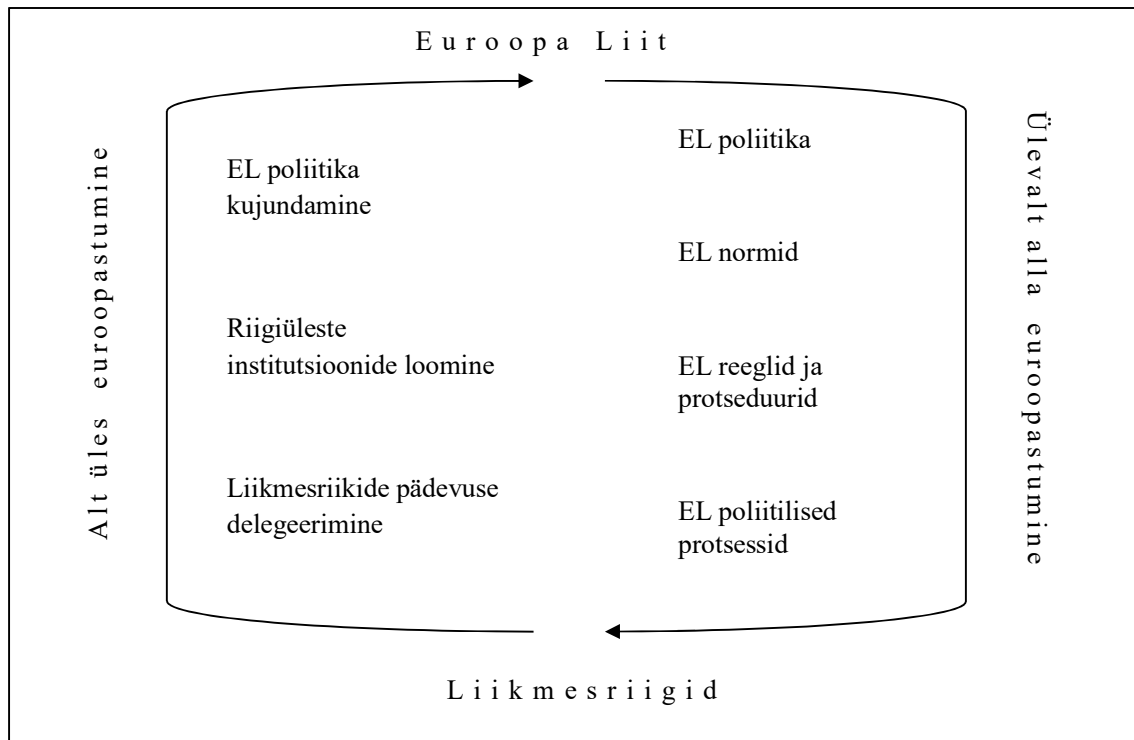 Euroopa Liit
Alt üles europastumine
EL poliitika
kujundamine
Riigiüleste
institutsioonide loomine
Liikmesriikide pädevuse
delegeerimine
EL poliitika
EL normid
EL reeglid ja
protseduurid
EL poliitilised
protsessid
Ülevalt alla euroopastumine
Liikmesriigid